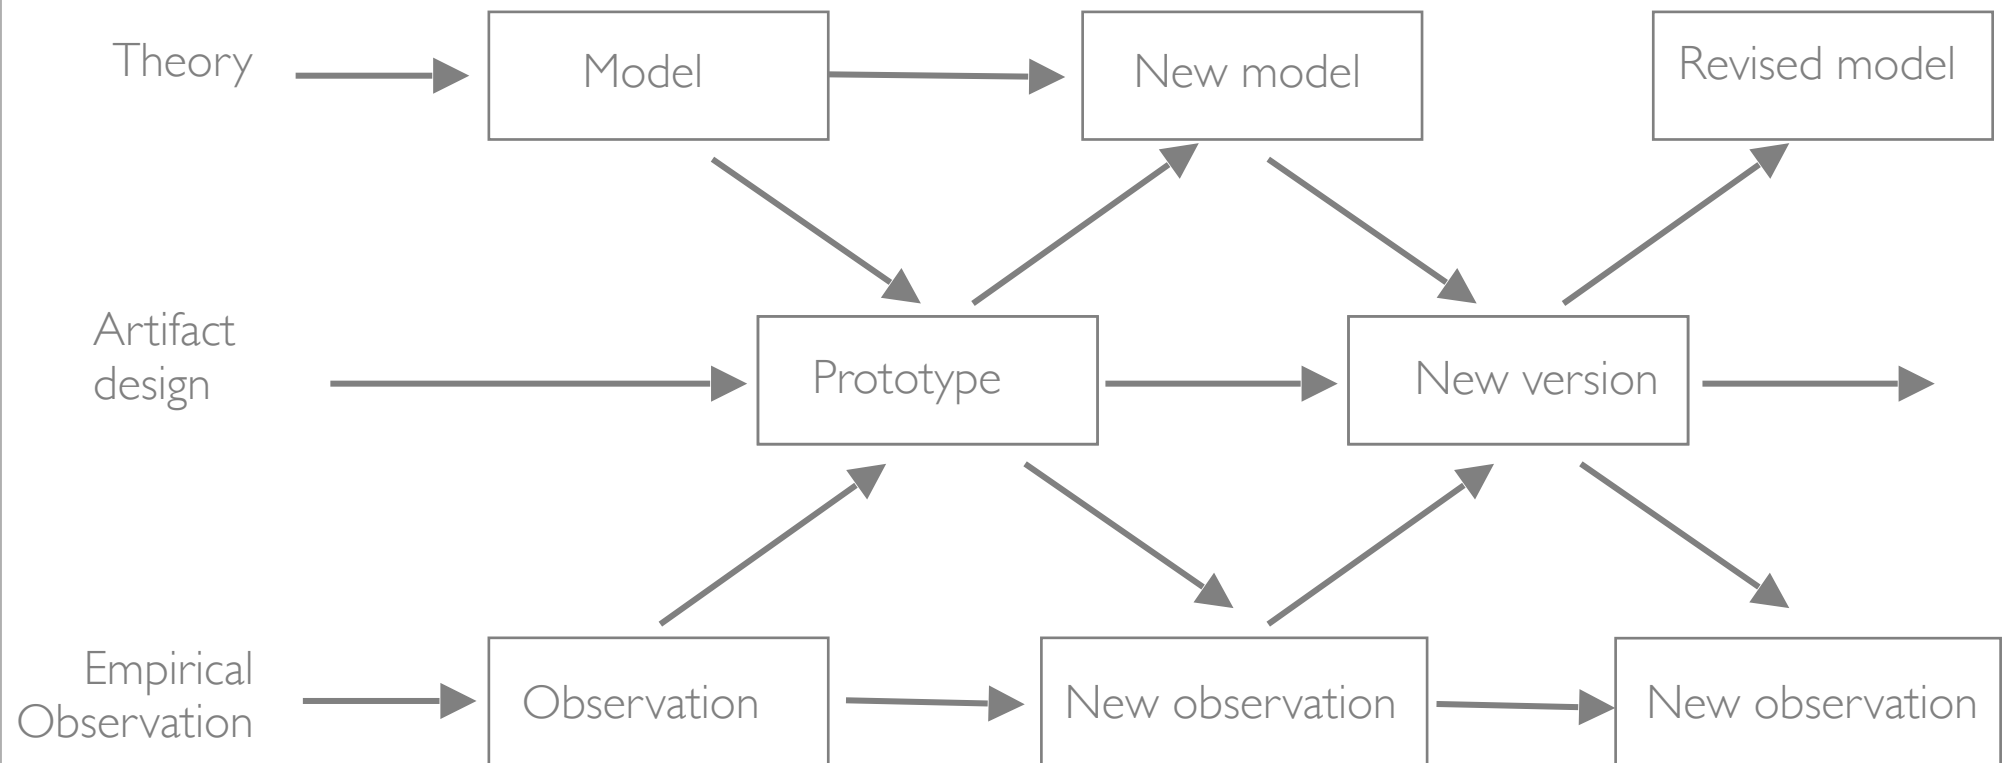 Theory
Model
New model
Revised model
Artifact
design
Prototype
New version
Empirical
Observation
Observation
New observation
New observation